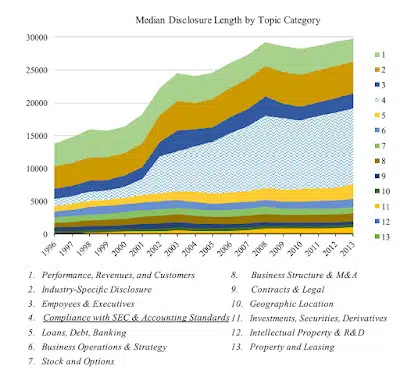 Median Disclosure Length by Topic Category
30000
25000
20000
15000
10000
5000
0
1996
1997
1998
1999
2000
2001
2002
2003
2004
2005
2006
2007
2008
2009
2010
2011
2012
2013
1
2
3
4
5
6
7
8
9
10
11
12
13
1. Performance, Revenues, and Customers
2. Industry-Specific Disclosure
3. Empoyees & Executives
4. Compliance with SEC & Accounting Standards
5. Loans, Debt, Banking
6. Business Operations & Strategy
7. Stock and Options
8. Business Structure & M&A
9. Contracts & Legal
10. Geographic Location
11. Investments, Securities, Derivatives
12. Intellectual Property & R&D
13. Property and Leasing